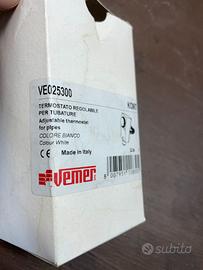 VE025300
TERMOSTATO REGOLABILE
PER TUBATURE
Adjustable thermostat
for pipes
COLORE BIANCO
Colour White
CE Made in Italy
vemer
subito